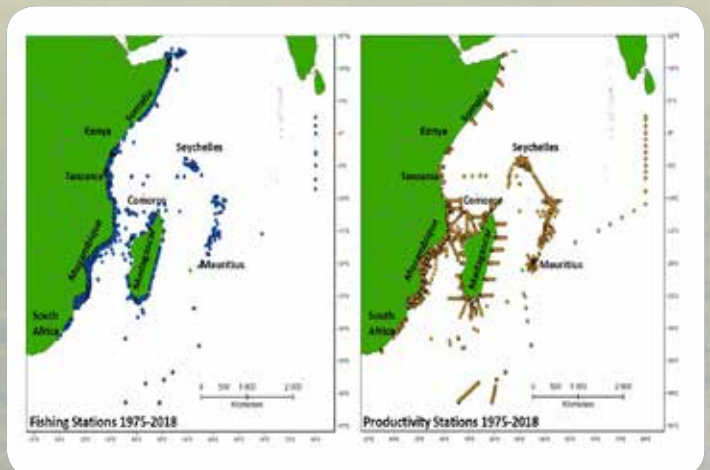 Somalia
Kenya
Seychelles
Tanzania
Comoros
Mozambique
Madagascar
Mauritius
South
Africa
0 500 1 000 2 000
Kilometers
Fishing Stations 1975-2018
Somalia
Kenya
Seychelles
Tanzania
Comoros
Mozambique
Madagascar
Mauritius
South
Africa
0 500 1 000 2 000
Kilometers
Productivity Stations 1975-2018